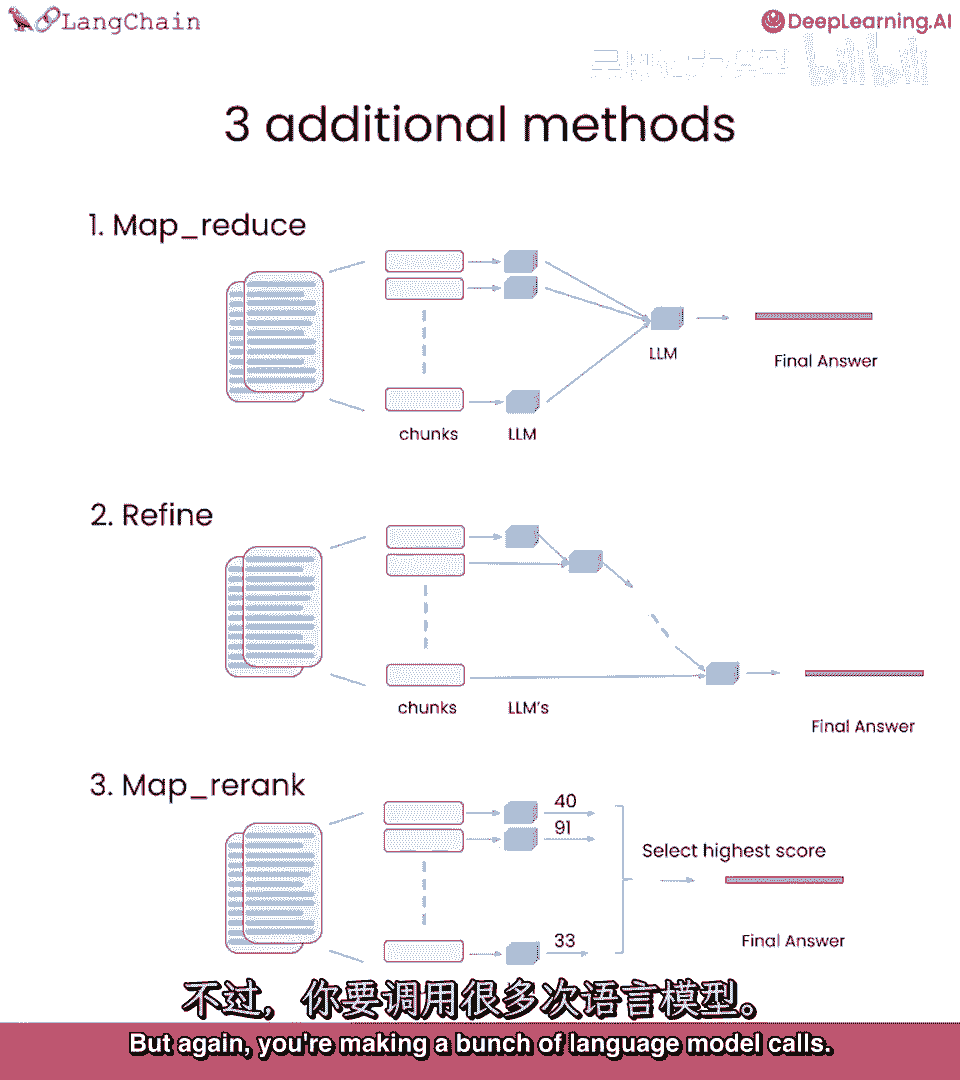 LangChain
DeepLearning.AI
3 additional methods
1. Map_reduce
LLM
Final Answer
chunks
LLM
2. Refine
chunks
LLM's
Final Answer
3. Map_rerank
40
91
Select highest score
33
Final Answer
不过，你要调用很多次语言模型。
But again, you're making a bunch of language model calls.